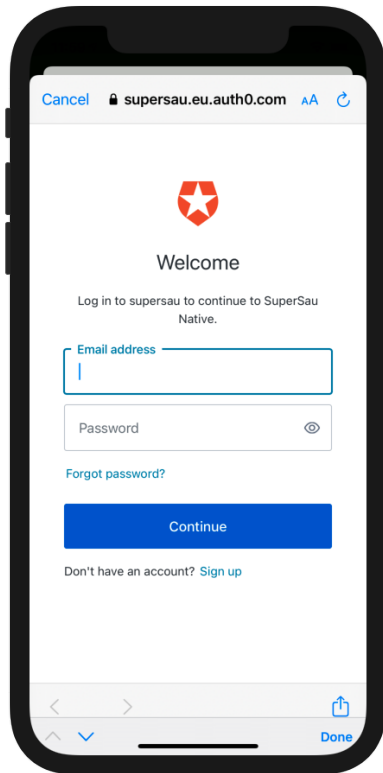 Cancel supersau.eu.auth0.com AA
Welcome
Log in to supersau to continue to SuperSau
Native.
Email address
Password
Forgot password?
Continue
Don't have an account? Sign up
Done